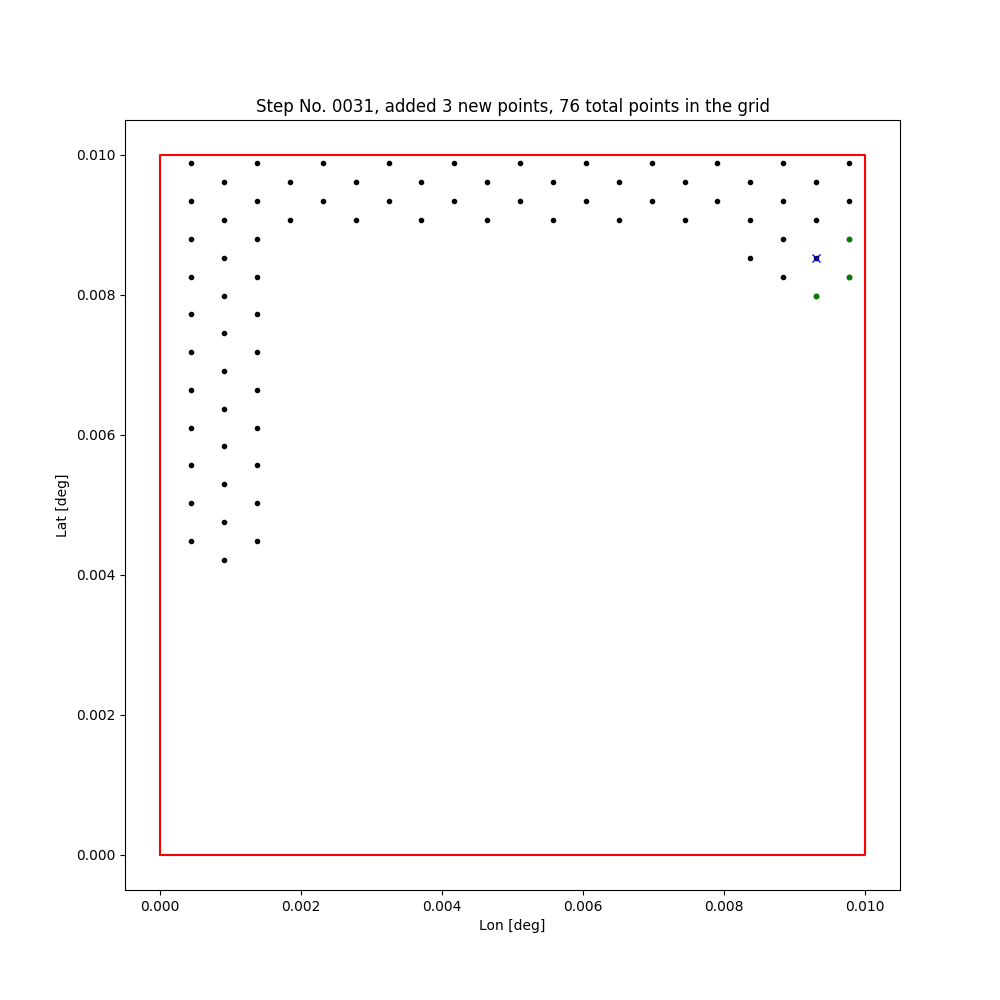 Step No. 0031, added 3 new points, 76 total points in the grid
0.010
0.008
0.006
0.004
0.002
0.000
Lat [deg]
0.000 0.002 0.004 0.006 0.008 0.010
Lon [deg]